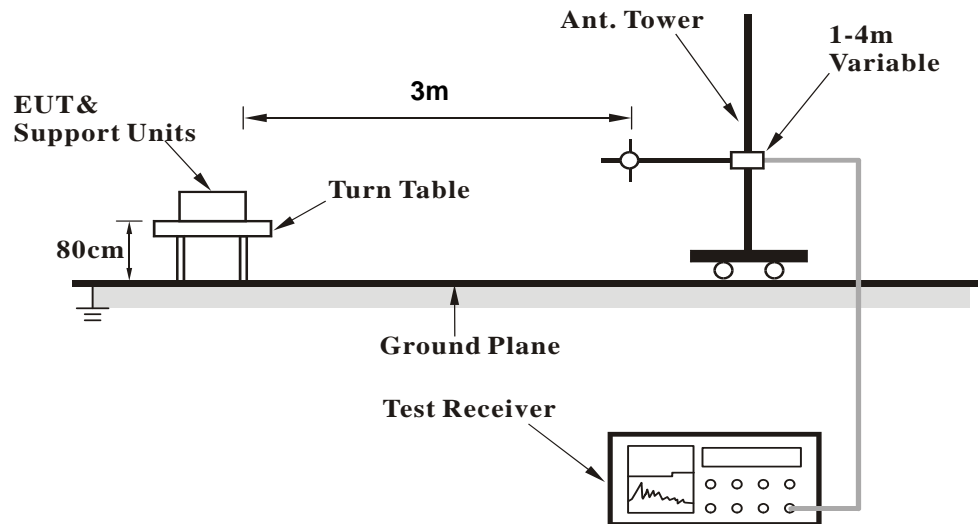 Ant. Tower
1-4m
Variable
3m
EUT&
Support Units
Turn Table
80cm
Ground Plane
Test Receiver